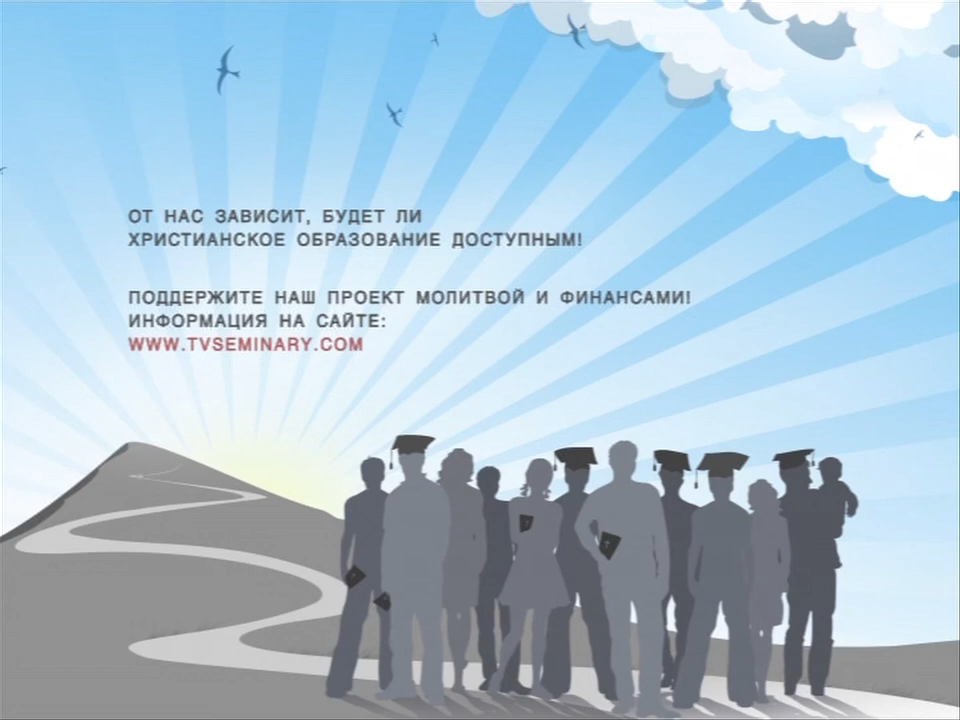 ОТ НАС ЗАВИСИТ, БУДЕТ ЛИ
ХРИСТИАНСКОЕ ОБРАЗОВАНИЕ ДОСТУПНЫМ!
ПОДДЕРЖИТЕ НАШ ПРОЕКТ МОЛИТВОЙ И ФИНАНСАМИ!
ИНФОРМАЦИЯ НА САЙТЕ:
WWW.TVSEMINARY.COM